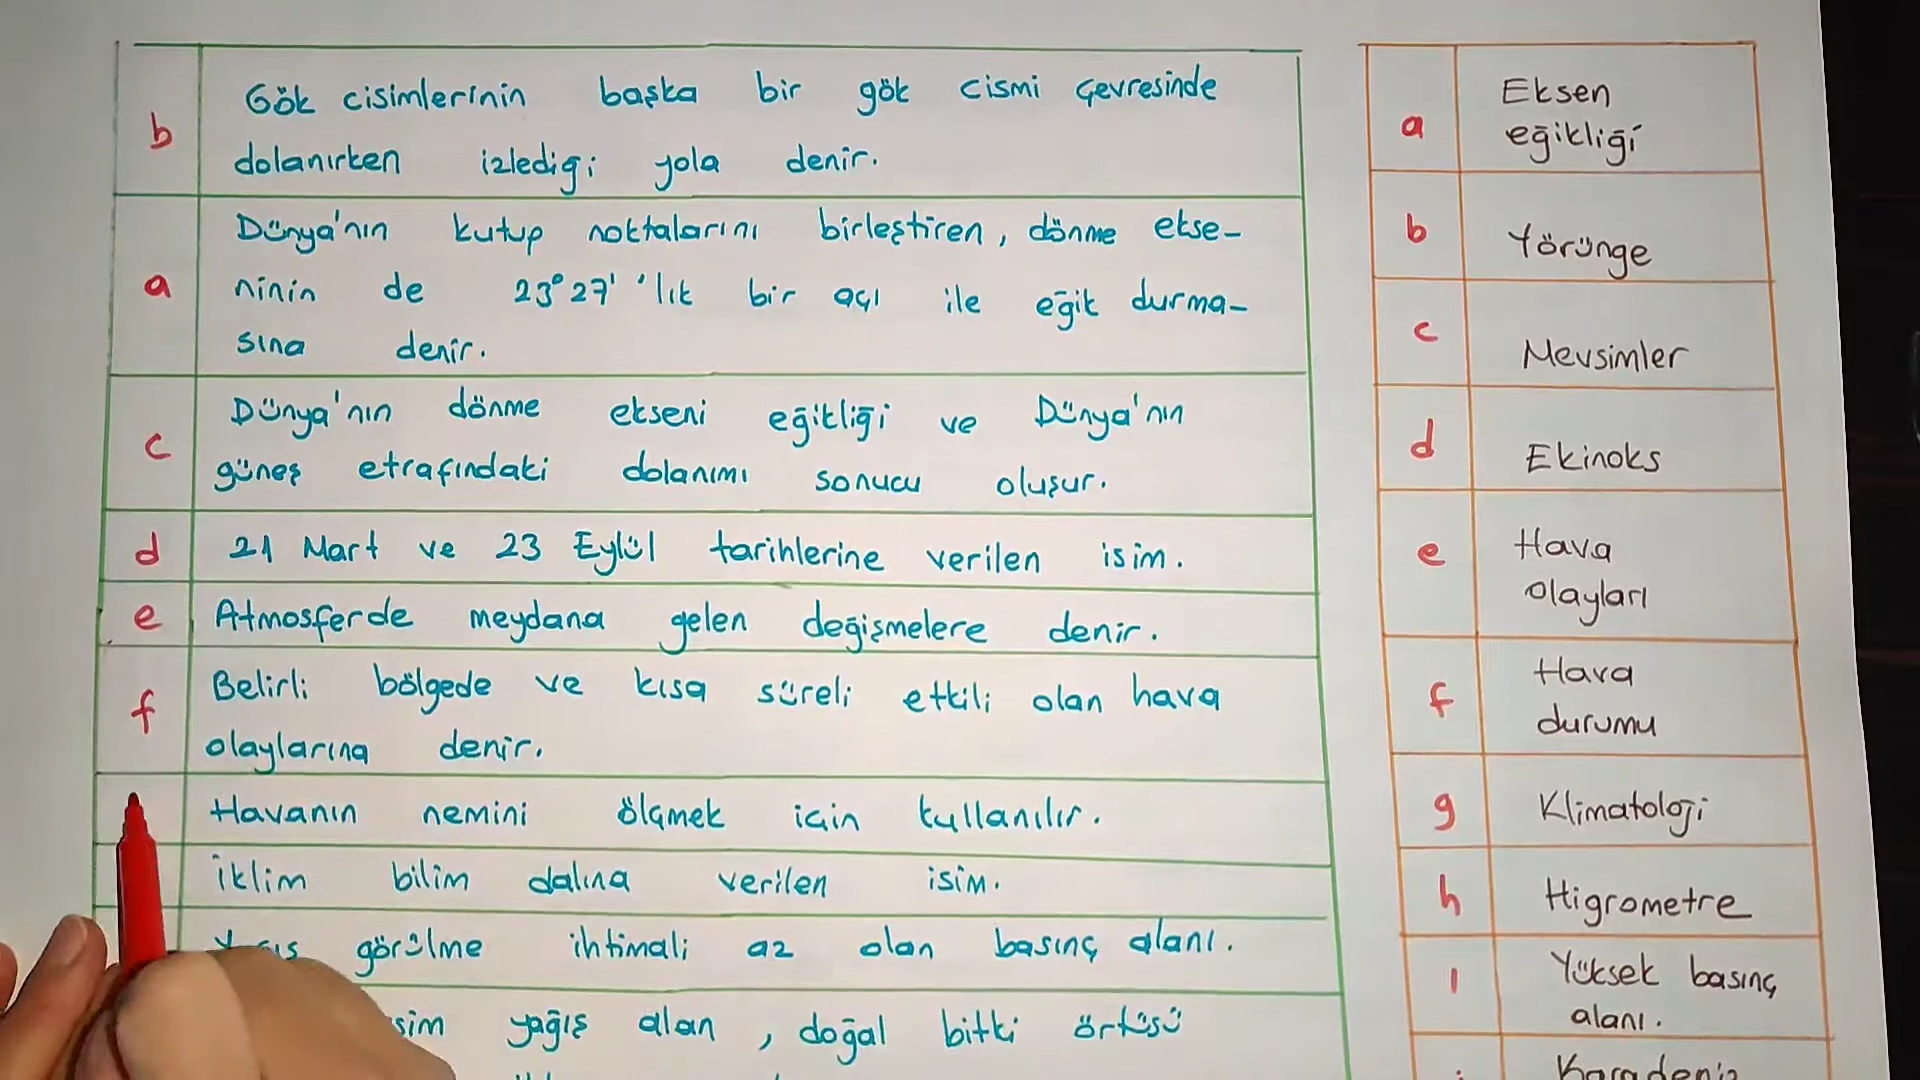 b
Gök cisimlerinin başka bir gök cismi çevresinde
dolanırken izlediği yola denir.
a
Dünya'nın kutup noktalarını birleştiren, dönme ekse-
ninin de 23° 27' 'lık bir açı ile eğik durma-
sına denir.
c
Dünya'nın dönme ekseni eğikliği ve Dünya'nın
güneş etrafındaki dolanımı sonucu oluşur.
d
21 Mart ve 23 Eylül tarihlerine verilen isim.
e
Atmosferde meydana gelen değişmelere denir.
f
Belirli bölgede ve kısa süreli etkili olan hava
olaylarına denir.
Havanın nemini ölçmek için kullanılır.
İklim bilim dalına verilen isim.
görülme ihtimali az olan basınç alanı.
yağış alan, doğal bitki örtüsü
a
Eksen
eğikliği
b
Yörünge
c
Mevsimler
d
Ekinoks
e
Hava
olayları
f
Hava
durumu
g
Klimatoloji
h
Higrometre
ı
Yüksek basınç
alanı.
Karadeniz